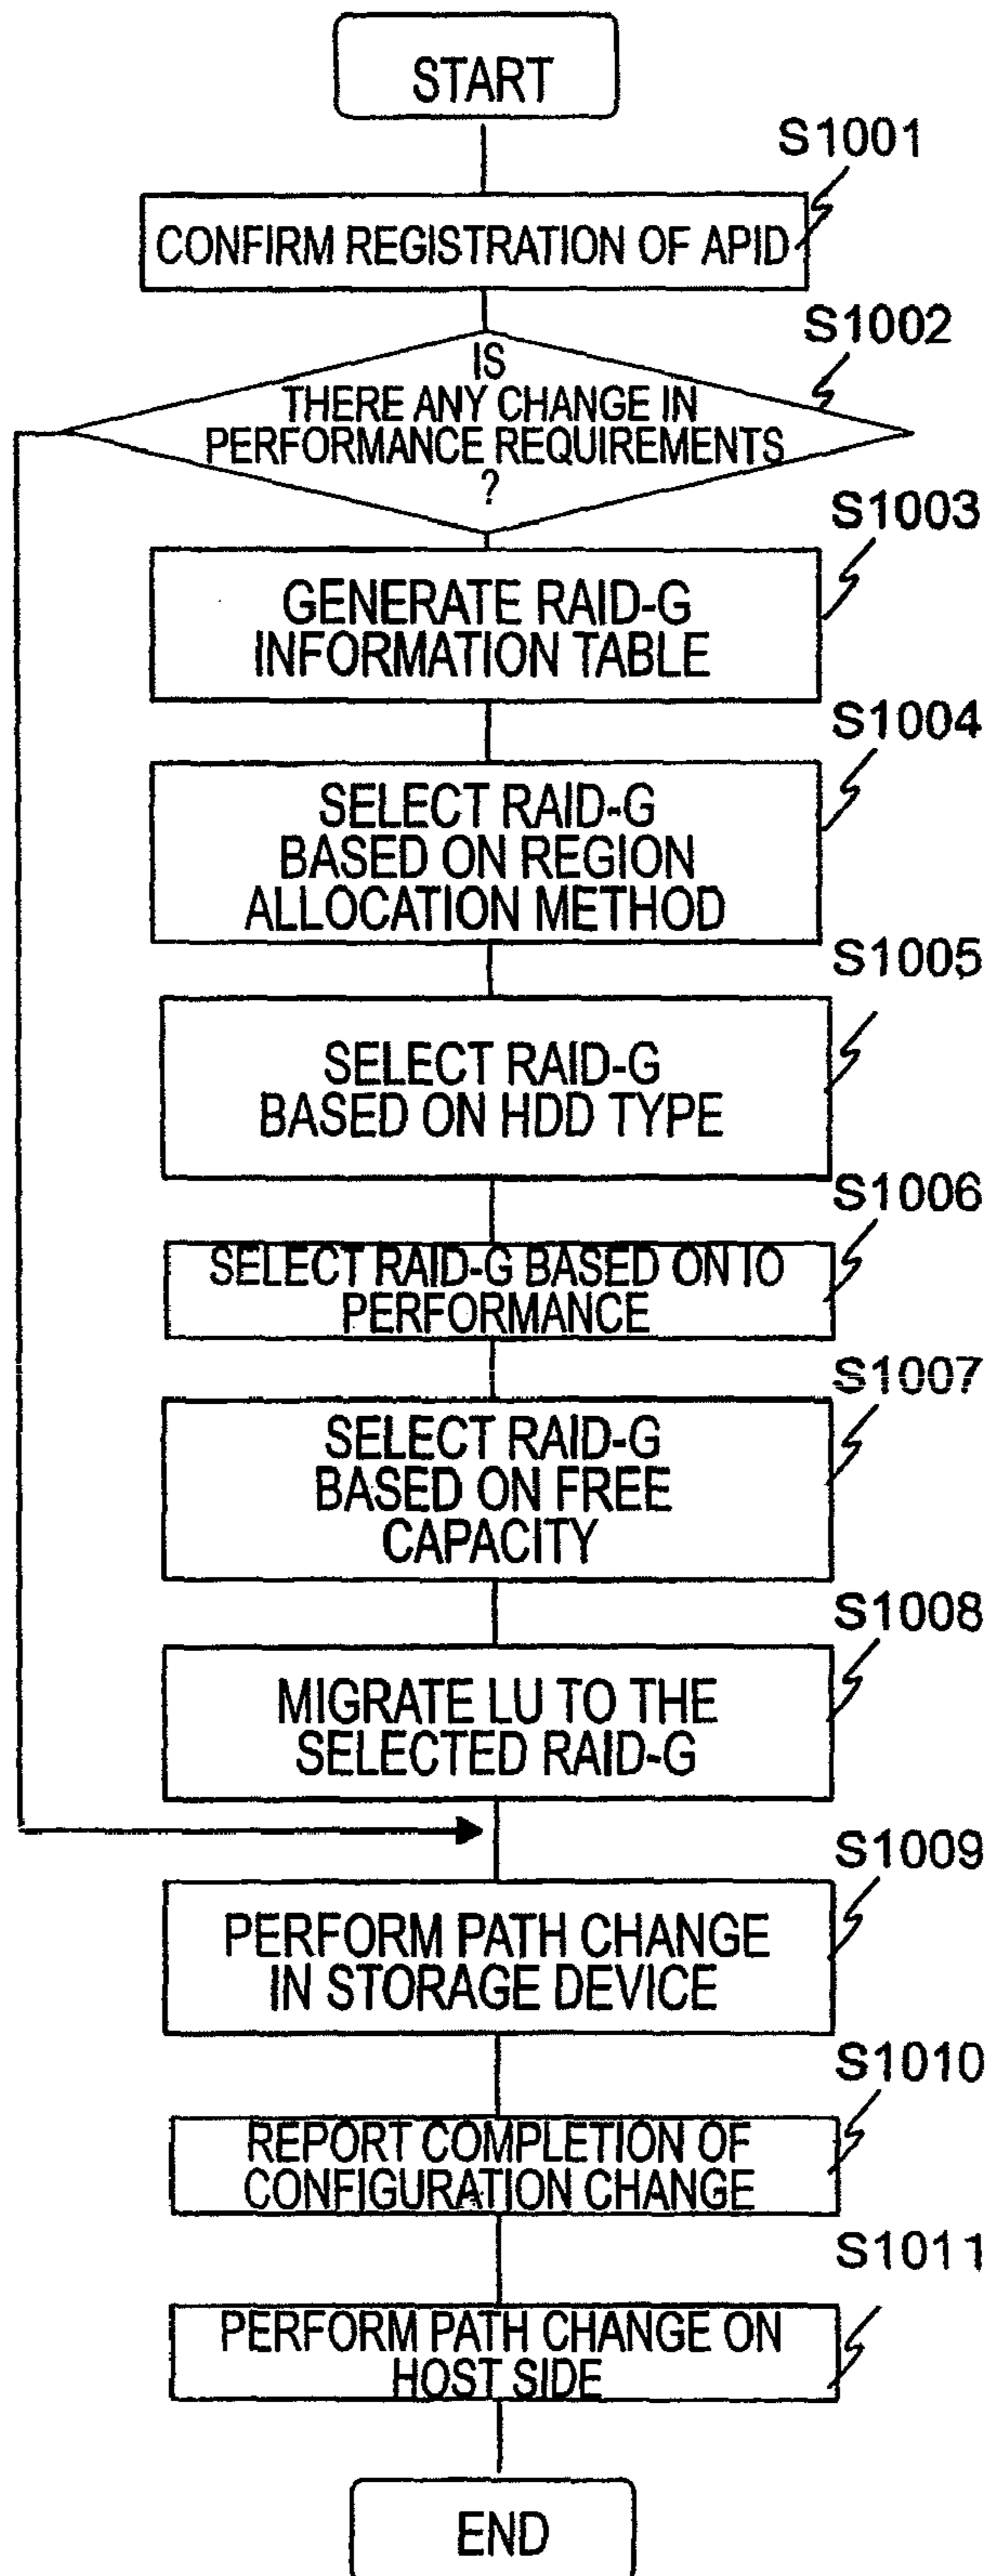 START
S1001
CONFIRM REGISTRATION OF APID
S1002
IS
THERE ANY CHANGE IN
PERFORMANCE REQUIREMENTS
?
S1003
GENERATE RAID-G
INFORMATION TABLE
S1004
SELECT RAID-G
BASED ON REGION
ALLOCATION METHOD
S1005
SELECT RAID-G
BASED ON HDD TYPE
S1006
SELECT RAID-G BASED ON IO
PERFORMANCE
S1007
SELECT RAID-G
BASED ON FREE
CAPACITY
S1008
MIGRATE LU TO THE
SELECTED RAID-G
S1009
PERFORM PATH CHANGE
IN STORAGE DEVICE
S1010
REPORT COMPLETION OF
CONFIGURATION CHANGE
S1011
PERFORM PATH CHANGE ON
HOST SIDE
END